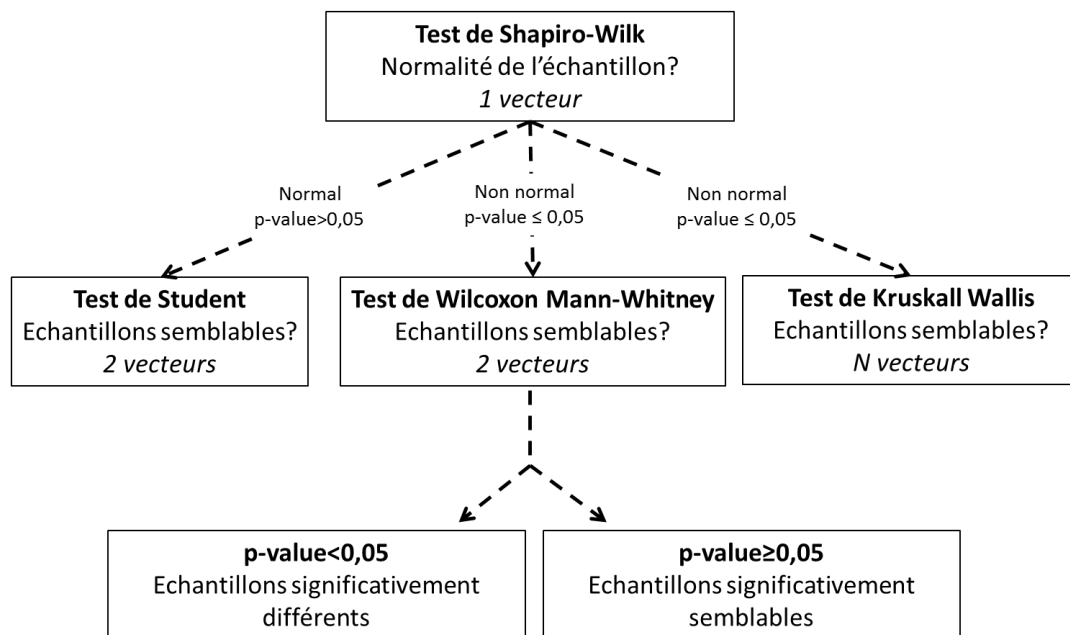 Test de Shapiro-Wilk
Normalité de l'échantillon?
1 vecteur
Normal
p-value>0,05
Non normal
p-value ≤ 0,05
Non normal
p-value ≤ 0,05
Test de Student
Echantillons semblables?
2 vecteurs
Test de Wilcoxon Mann-Whitney
Echantillons semblables?
2 vecteurs
Test de Kruskall Wallis
Echantillons semblables?
N vecteurs
p-value<0,05
Echantillons significativement
différents
p-value≥0,05
Echantillons significativement
semblables